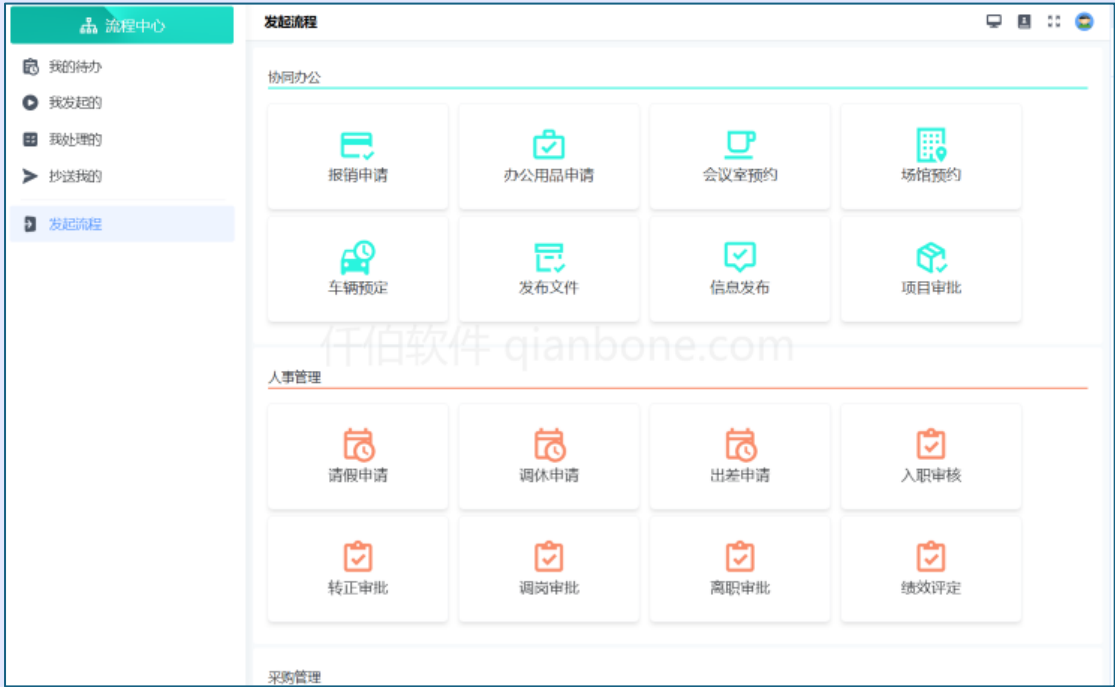 流程中心
我的待办
我发起的
我处理的
抄送我的
发起流程
发起流程
协同办公
报销申请
办公用品申请
会议室预约
场馆预约
车辆预定
发布文件
信息发布
项目审批
仟佰软件 qianbone.com
人事管理
请假申请
调休申请
出差申请
入职审核
转正审批
调岗审批
离职审批
绩效评定
采购管理